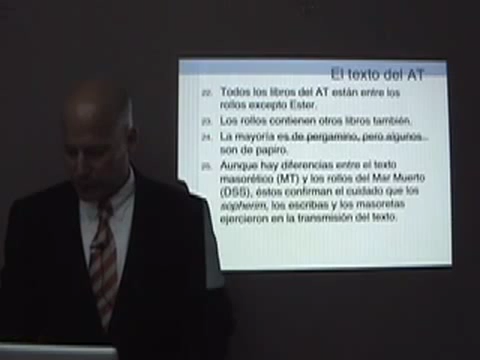 El texto del AT
22. Todos los libros del AT están entre los
rollos excepto Ester.
23. Los rollos contienen otros libros también.
24. La mayoría es de pergamino, pero algunos
son de papiro.
25. Aunque hay diferencias entre el texto
masorético (MT) y los rollos del Mar Muerto
(DSS), éstos confirman el cuidado que los
sopherim, los escribas y los masoretas
ejercieron en la transmisión del texto.